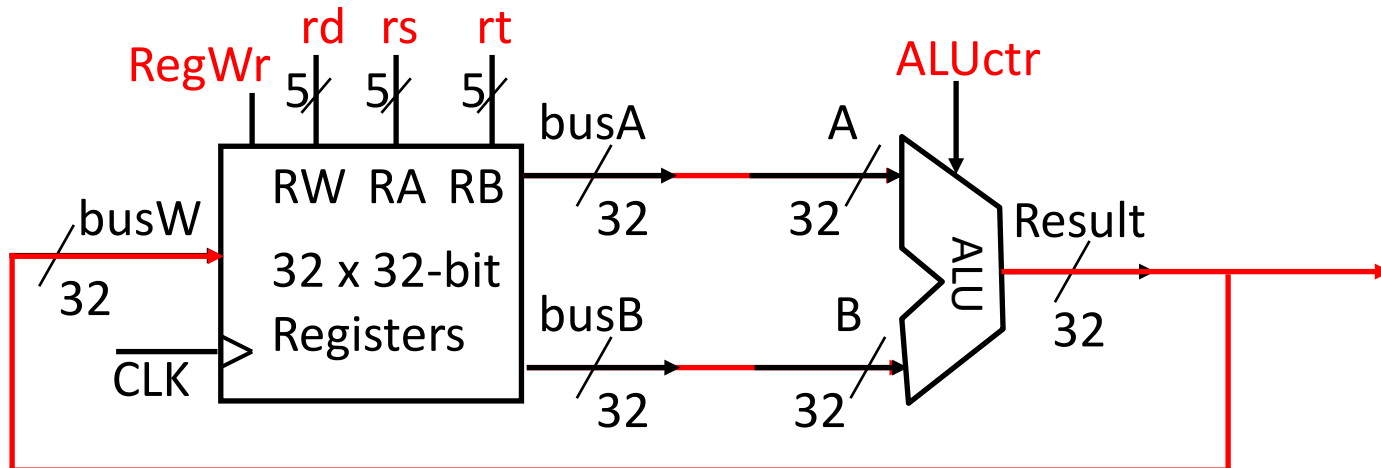 rd rs rt
RegWr
ALUctr
5 5 5
busA A
RW RA RB
32 32
busW
Result
32 x 32-bit
ALU
32
busB B
Registers
32
CLK
32 32